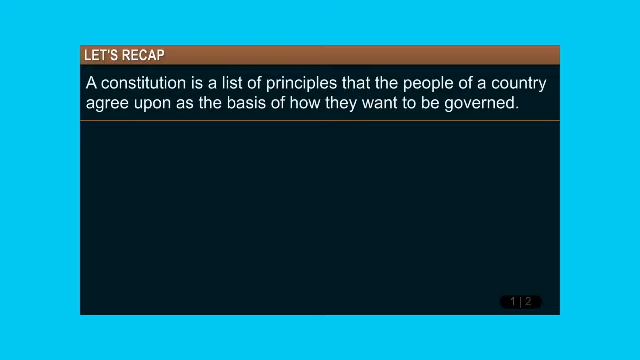 LET'S RECAP
A constitution is a list of principles that the people of a country
agree upon as the basis of how they want to be governed.
1 | 2